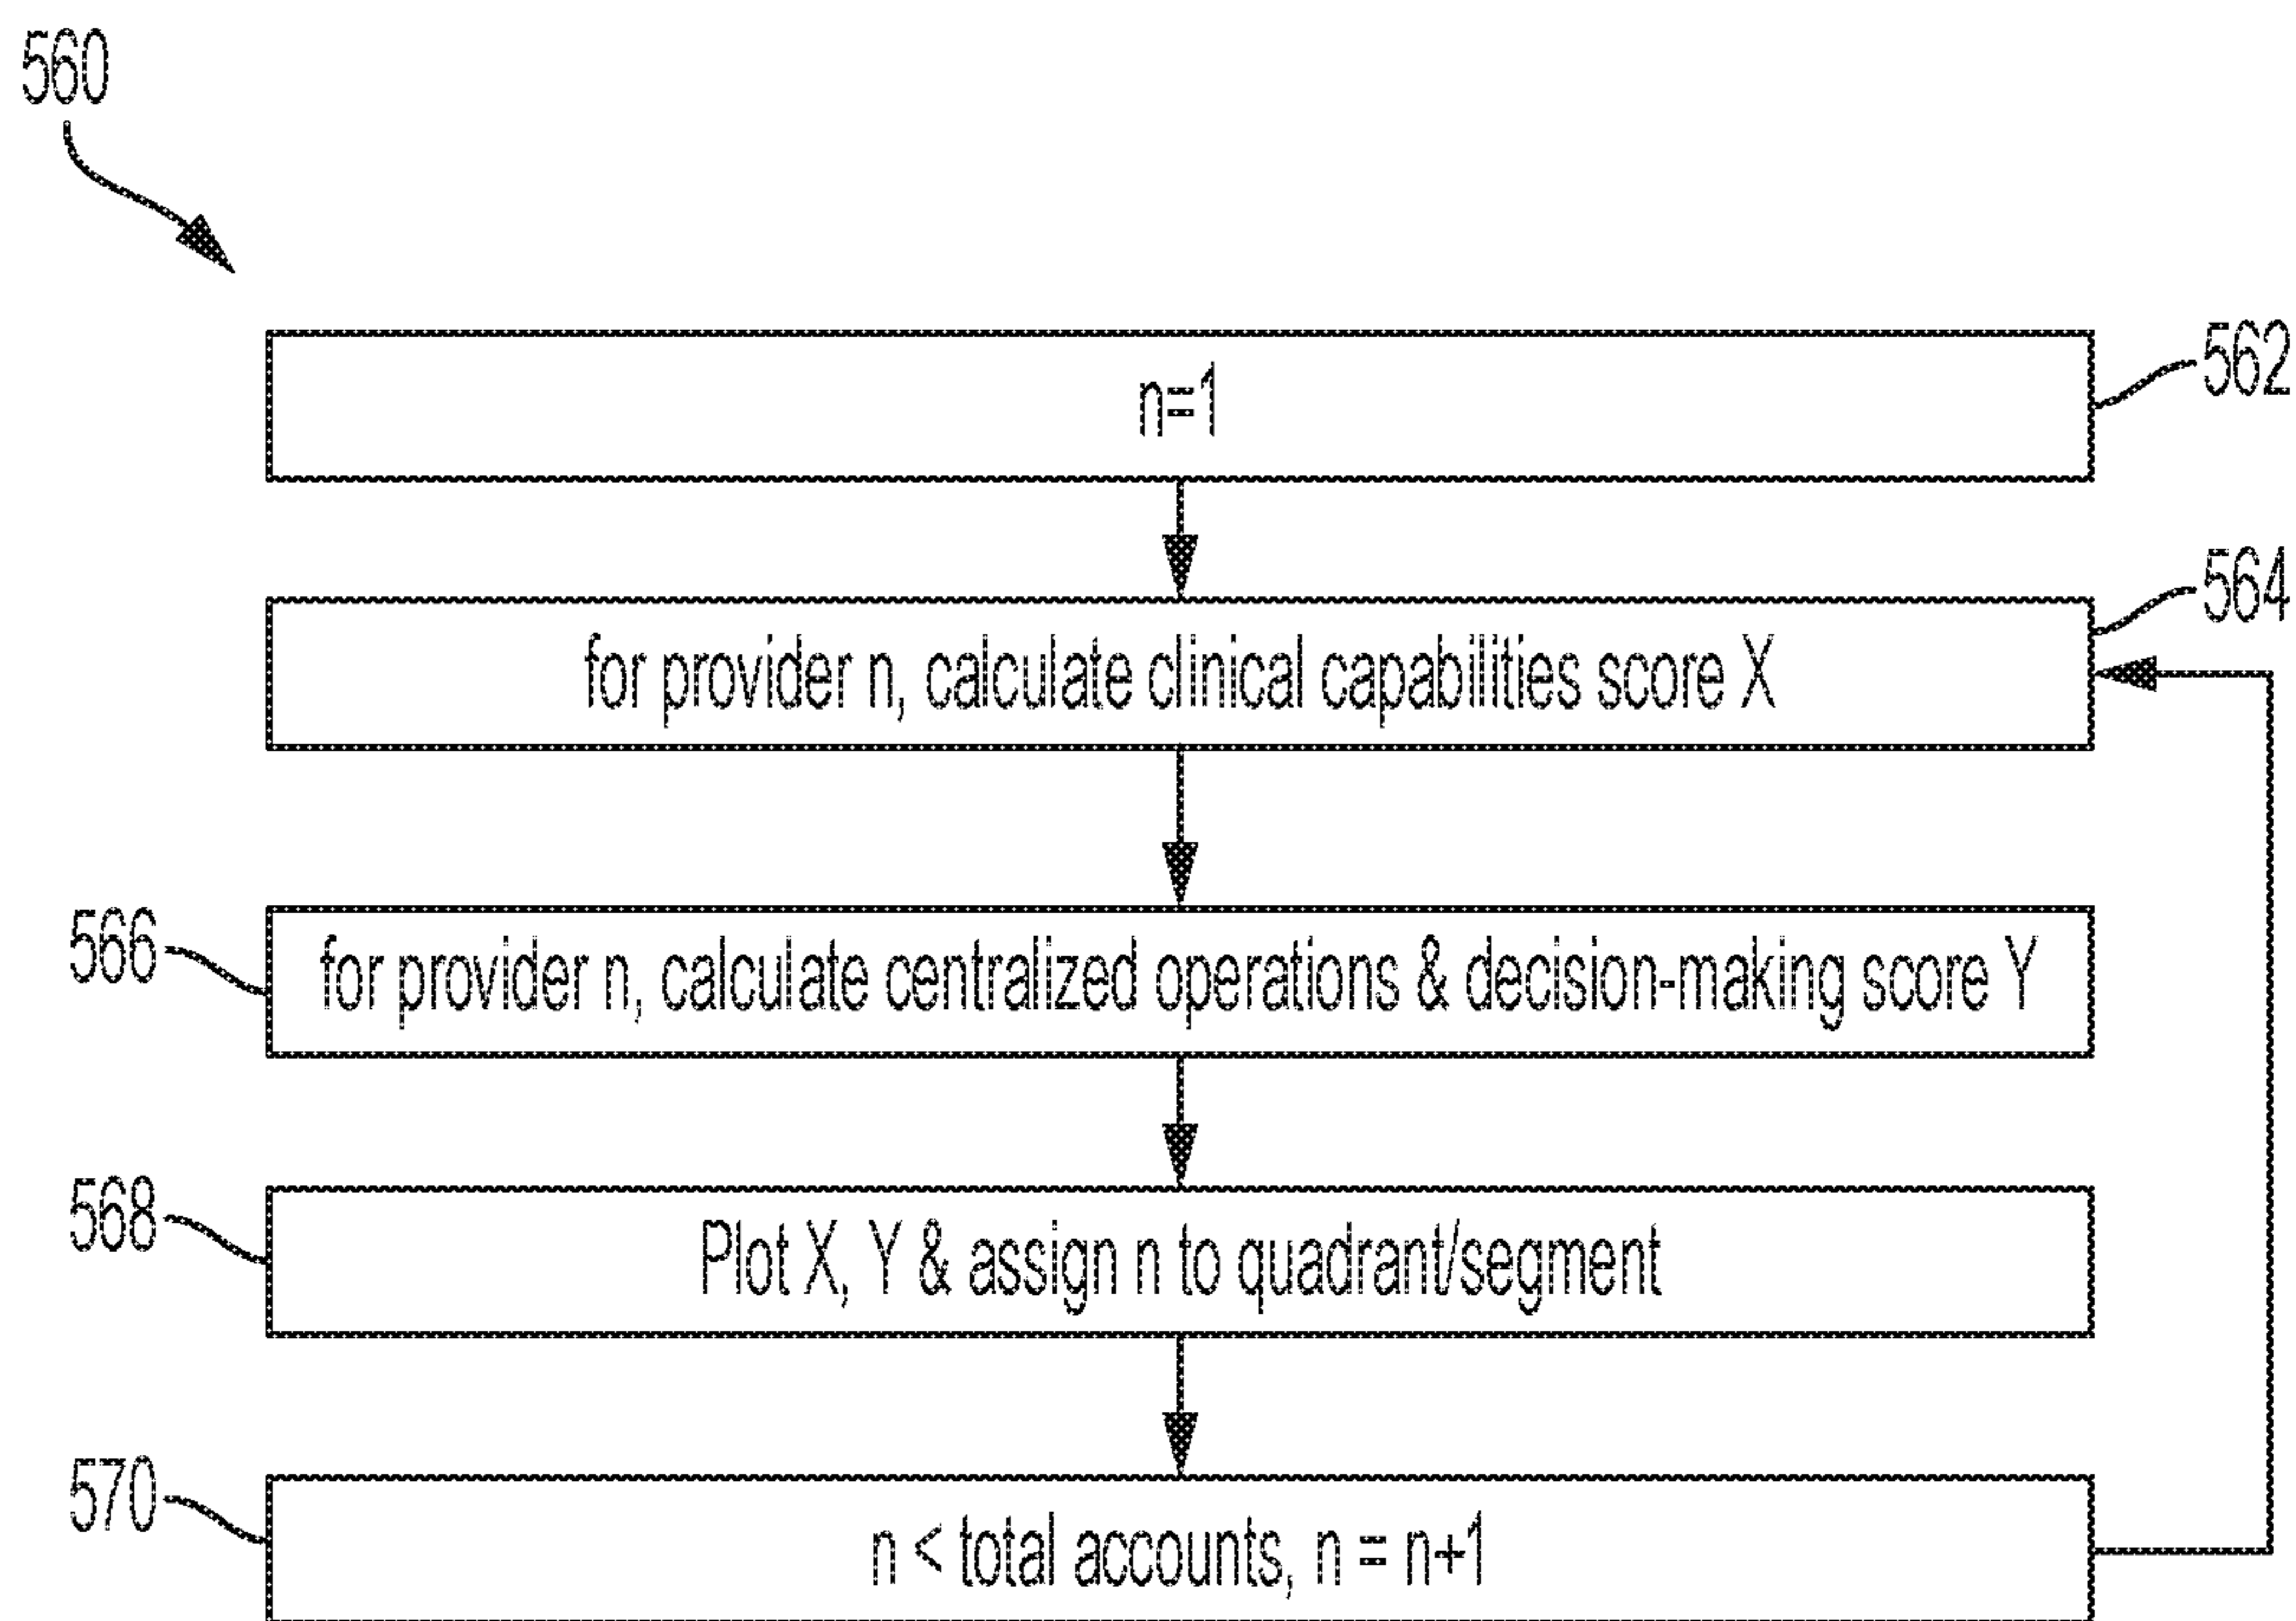 560
n=1
562
for provider n, calculate clinical capabilities score X
564
566
for provider n, calculate centralized operations & decision-making score Y
568
Plot X, Y & assign n to quadrant/segment
570
n < total accounts, n = n+1